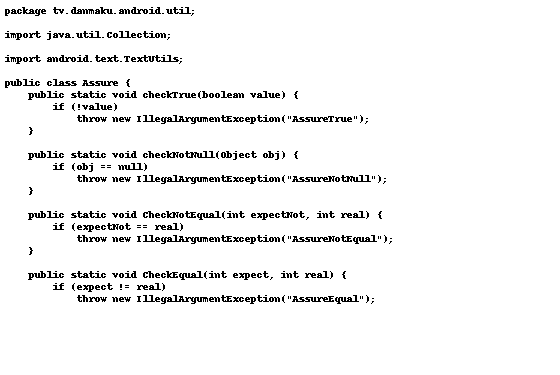 package tv.danmaku.android.util;

import java.util.Collection;

import android.text.TextUtils;

public class Assure {
    public static void checkTrue(boolean value) {
        if (!value)
            throw new IllegalArgumentException("AssureTrue");
    }

    public static void checkNotNull(Object obj) {
        if (obj == null)
            throw new IllegalArgumentException("AssureNotNull");
    }

    public static void CheckNotEqual(int expectNot, int real) {
        if (expectNot == real)
            throw new IllegalArgumentException("AssureNotEqual");
    }

    public static void CheckEqual(int expect, int real) {
        if (expect != real)
            throw new IllegalArgumentException("AssureEqual");